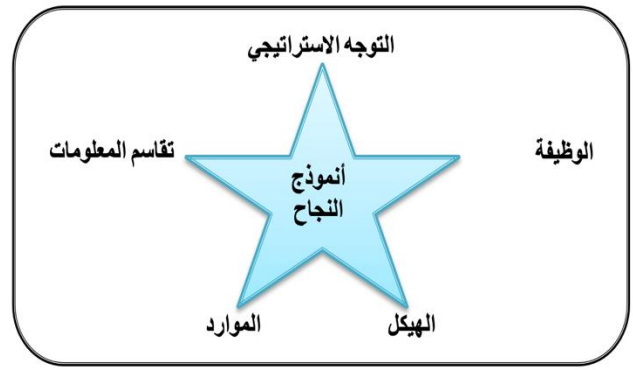 التوجه الاستراتيجي
الوظيفة
تقاسم المعلومات
أنموذج
النجاح
الهيكل
الموارد